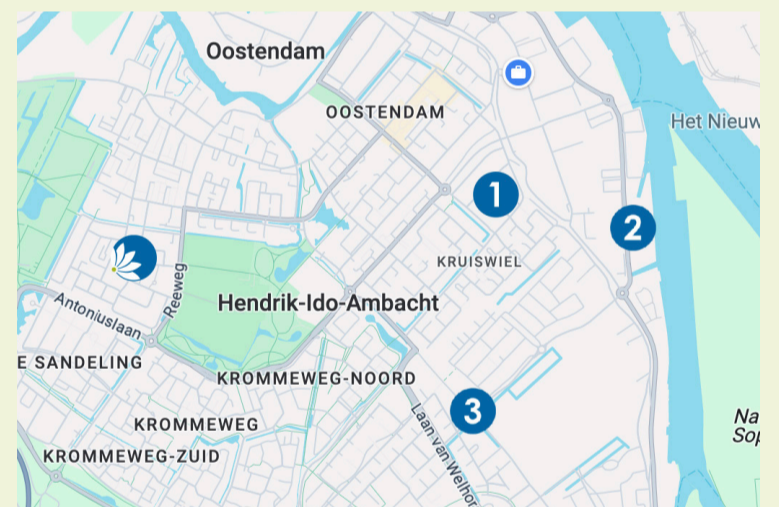 Oostendam
OOSTENDAM
Het Nieuw
1
2
KRUISWIEL
Reeweg
Antoniuslaan
Hendrik-Ido-Ambacht
E SANDELING
KROMMEWEG-NOORD
3
Laan van Welhor
Na
Sop
KROMMEWEG
KROMMEWEG-ZUID